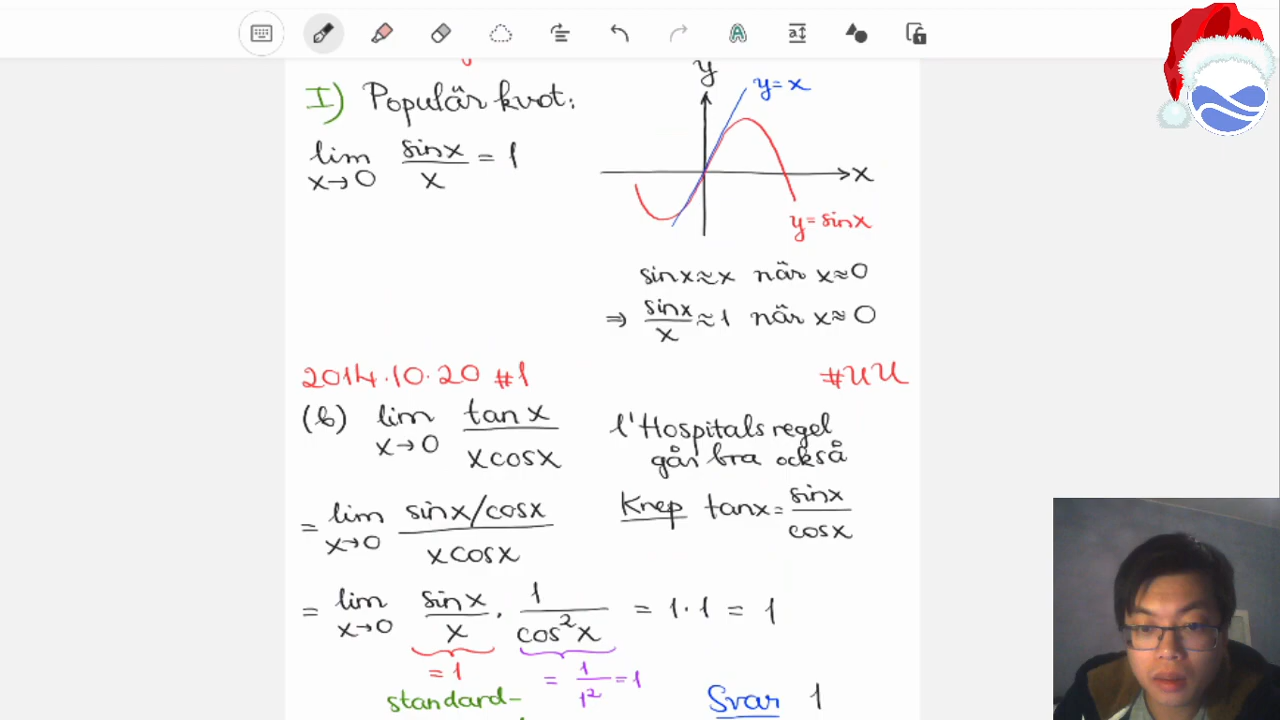 I) Populär kvot:
lim x→0 sinx/x = 1
y
y=x
x
y=sinx
sinx≈x när x≈0
⇒ sinx/x ≈ 1 när x≈0
2014.10.20 #1
#UU
(b) lim x→0 tanx / xcosx
l'Hospitals regel
går bra också
= lim x→0 (sinx/cosx) / xcosx
Knep tanx = sinx/cosx
= lim x→0 sinx/x · 1/cos²x = 1·1 = 1
=1
= 1/1² = 1
standard-
Svar 1